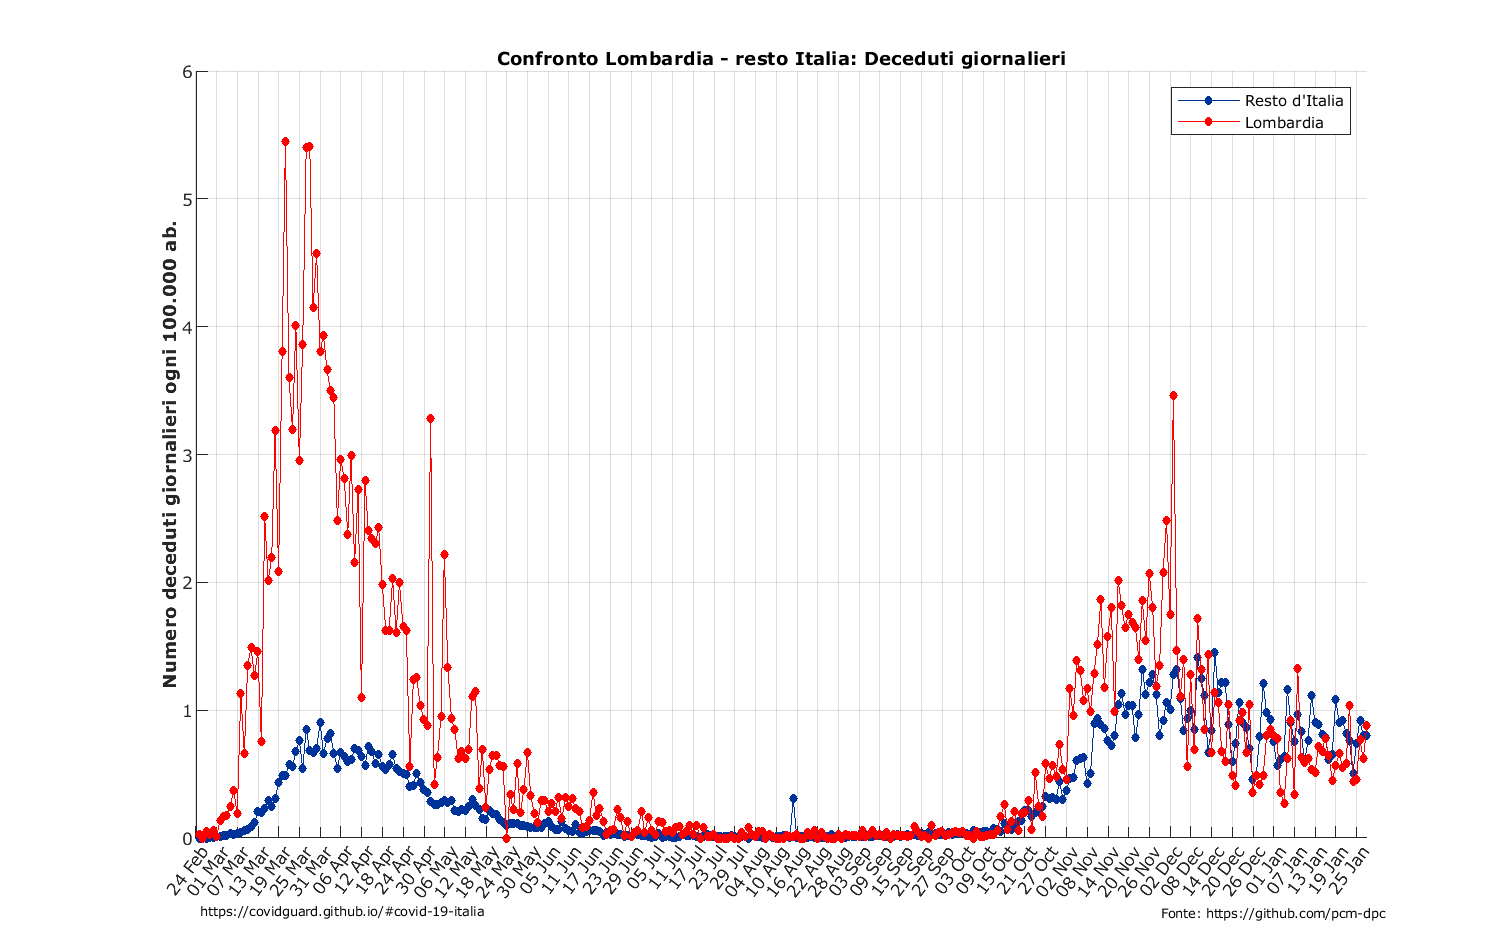 Confronto Lombardia - resto Italia: Deceduti giornalieri
Resto d'Italia
Lombardia
Numero deceduti giornalieri ogni 100.000 ab.
6
5
4
3
2
1
0
24 Feb
01 Mar
07 Mar
13 Mar
19 Mar
25 Mar
31 Mar
06 Apr
12 Apr
18 Apr
24 Apr
30 Apr
06 May
12 May
18 May
24 May
30 May
05 Jun
11 Jun
17 Jun
23 Jun
29 Jun
05 Jul
11 Jul
17 Jul
23 Jul
29 Jul
04 Aug
10 Aug
16 Aug
22 Aug
28 Aug
03 Sep
09 Sep
15 Sep
21 Sep
27 Sep
03 Oct
09 Oct
15 Oct
21 Oct
27 Oct
02 Nov
08 Nov
14 Nov
20 Nov
26 Nov
02 Dec
08 Dec
14 Dec
20 Dec
26 Dec
01 Jan
07 Jan
13 Jan
19 Jan
25 Jan
https://covidguard.github.io/#covid-19-italia
Fonte: https://github.com/pcm-dpc